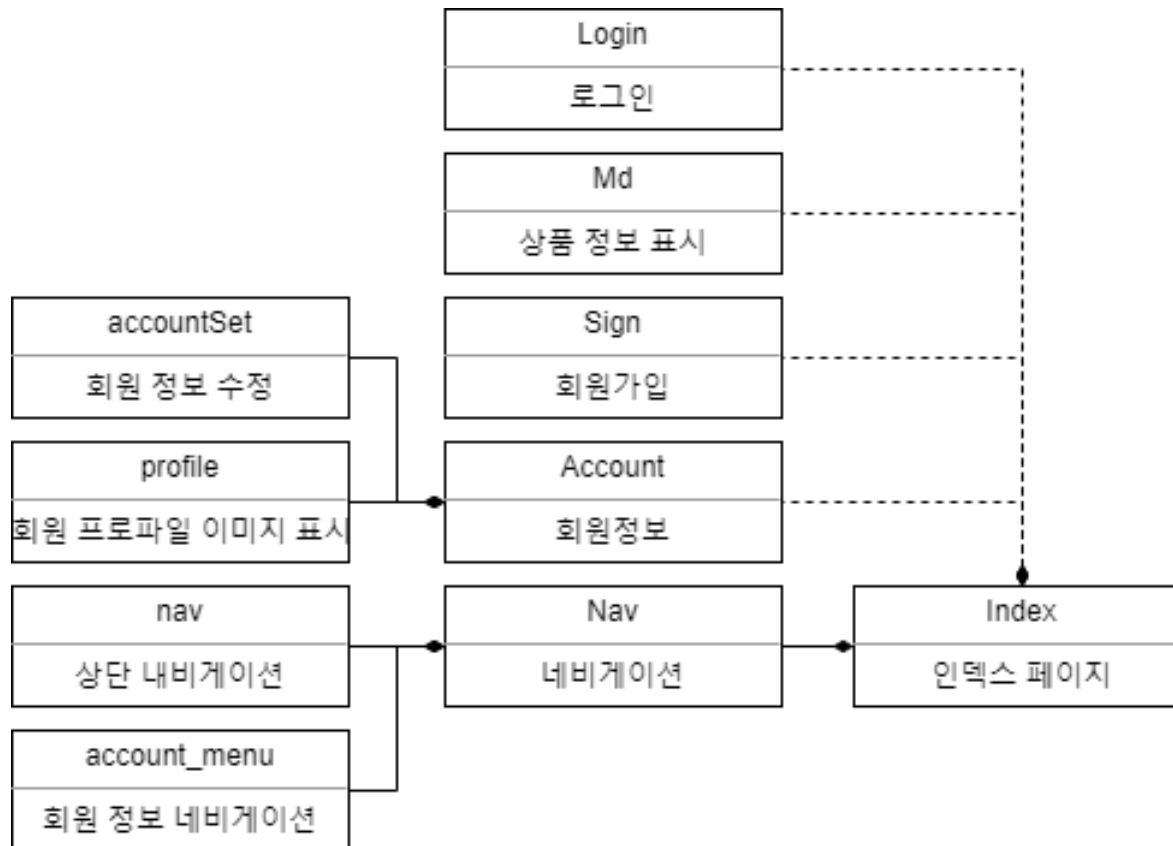 Login
로그인
Md
상품 정보 표시
accountSet
회원 정보 수정
Sign
회원가입
profile
회원 프로파일 이미지 표시
Account
회원정보
nav
상단 내비게이션
Nav
네비게이션
Index
인덱스 페이지
account_menu
회원 정보 네비게이션